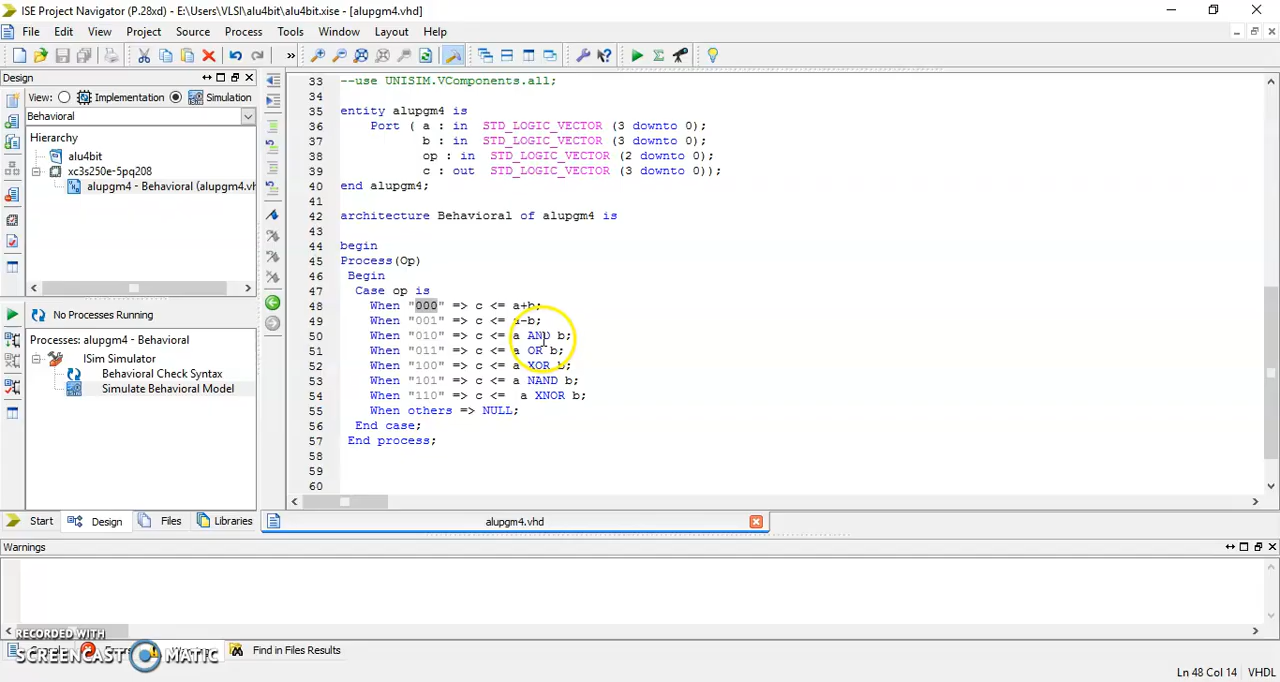 ISE Project Navigator (P.28xd) - E:\Users\VLSI\alu4bit\alu4bit.xise - [alupgm4.vhd]
File Edit View Project Source Process Tools Window Layout Help
Design
View: Implementation Simulation
Behavioral
Hierarchy
alu4bit
xc3s250e-5pq208
alupgm4 - Behavioral (alupgm4.vh
No Processes Running
Processes: alupgm4 - Behavioral
ISim Simulator
Behavioral Check Syntax
Simulate Behavioral Model
Start Design Files Libraries
33 --use UNISIM.VComponents.all;
34
35 entity alupgm4 is
36 Port ( a : in STD_LOGIC_VECTOR (3 downto 0);
37 b : in STD_LOGIC_VECTOR (3 downto 0);
38 op : in STD_LOGIC_VECTOR (2 downto 0);
39 c : out STD_LOGIC_VECTOR (3 downto 0));
40 end alupgm4;
41
42 architecture Behavioral of alupgm4 is
43
44 begin
45 Process(Op)
46 Begin
47 Case op is
48 When "000" => c <= a+b;
49 When "001" => c <= a-b;
50 When "010" => c <= a AND b;
51 When "011" => c <= a OR b;
52 When "100" => c <= a XOR b;
53 When "101" => c <= a NAND b;
54 When "110" => c <= a XNOR b;
55 When others => NULL;
56 End case;
57 End process;
58
59
60
alupgm4.vhd
Warnings
RECORDED WITH
SCREENCAST MATIC
Find in Files Results
Ln 48 Col 14 VHDL